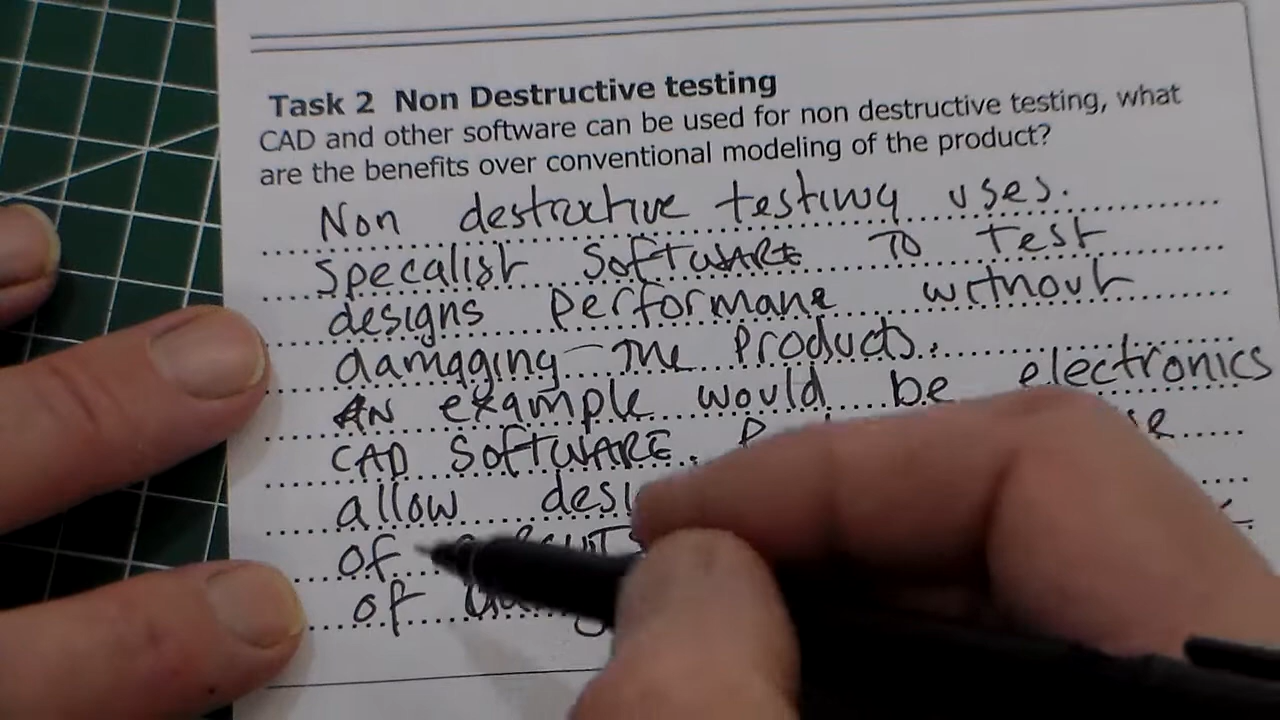 Task 2 Non Destructive testing
CAD and other software can be used for non destructive testing, what
are the benefits over conventional modeling of the product?
Non destructive testing uses.
Specalist SoftWARE To Test
designs performane without
damaging The products.
AN example would be electronics
CAD SoftWARE.
allow
of
of